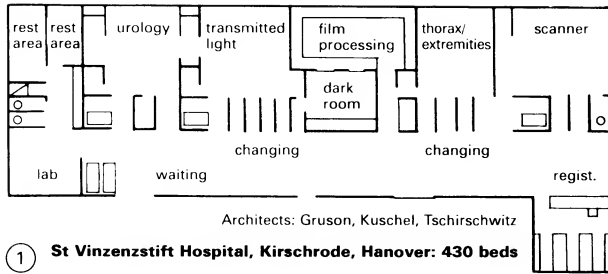 rest area
rest area
urology
transmitted
light
film
processing
thorax/
extremities
scanner
dark
room
changing
changing
lab
waiting
regist.
Architects: Gruson, Kuschel, Tschirschwitz
1 St Vinzenzstift Hospital, Kirschrode, Hanover: 430 beds